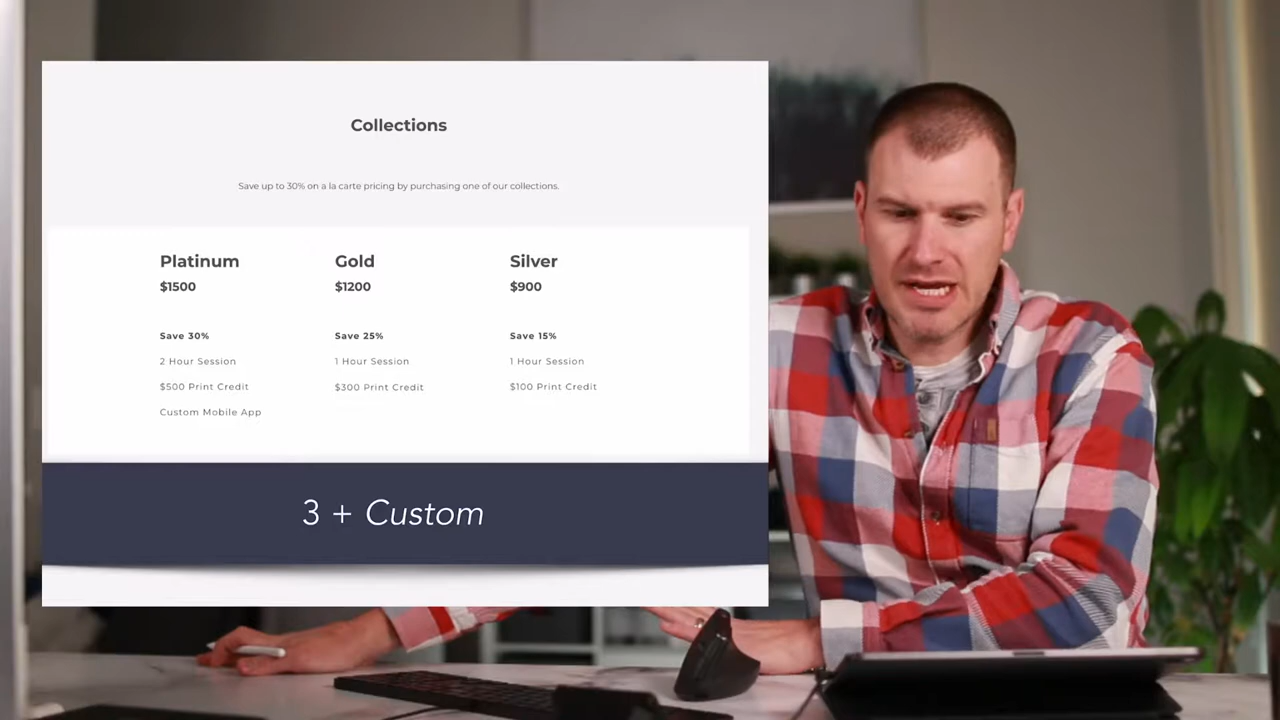 Collections
Save up to 30% on a la carte pricing by purchasing one of our collections.
Platinum
$1500
Save 30%
2 Hour Session
$500 Print Credit
Custom Mobile App
Gold
$1200
Save 25%
1 Hour Session
$300 Print Credit
Silver
$900
Save 15%
1 Hour Session
$100 Print Credit
3 + Custom